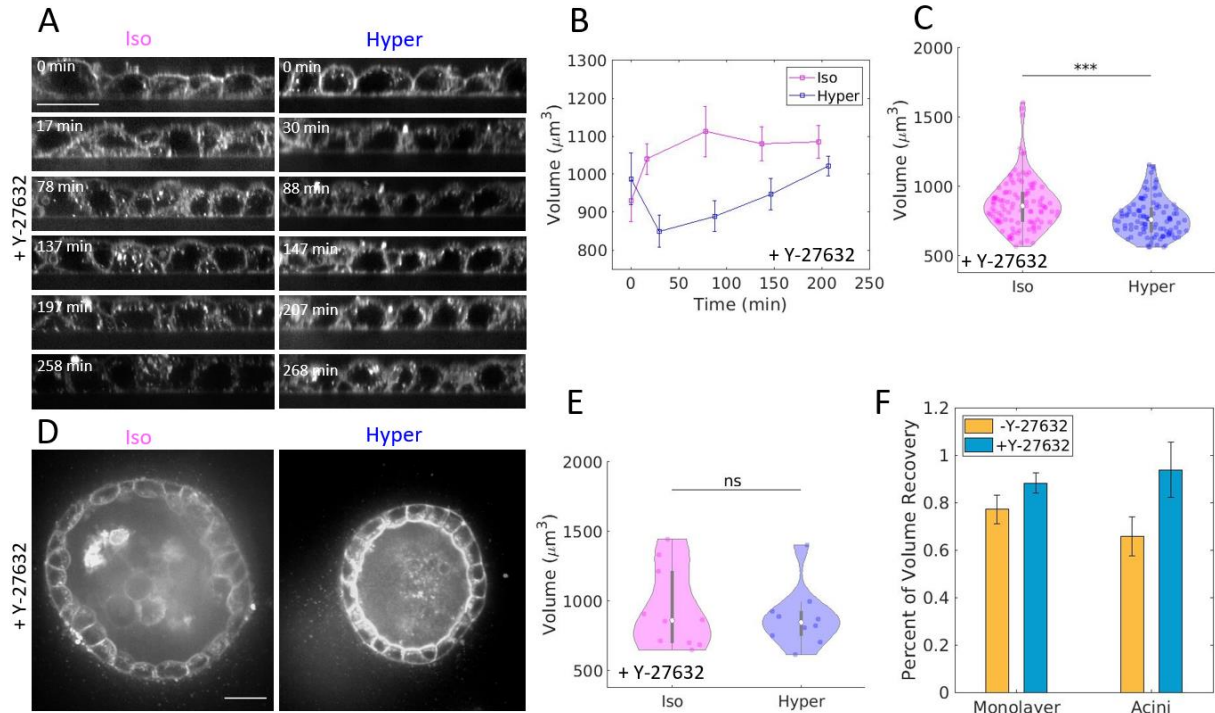 A
Iso
Hyper
0 min
0 min
17 min
30 min
78 min
88 min
137 min
147 min
197 min
207 min
258 min
268 min
+ Y-27632
B
1300
1200
1100
1000
900
800
Volume (μm³)
Iso
Hyper
+ Y-27632
0
50
100
150
200
250
Time (min)
C
2000
1500
1000
500
Volume (μm³)
***
+ Y-27632
Iso
Hyper
D
Iso
Hyper
+ Y-27632
E
2000
1500
1000
500
Volume (μm³)
ns
+ Y-27632
Iso
Hyper
F
1.2
1
0.8
0.6
0.4
0.2
0
Percent of Volume Recovery
-Y-27632
+Y-27632
Monolayer
Acini